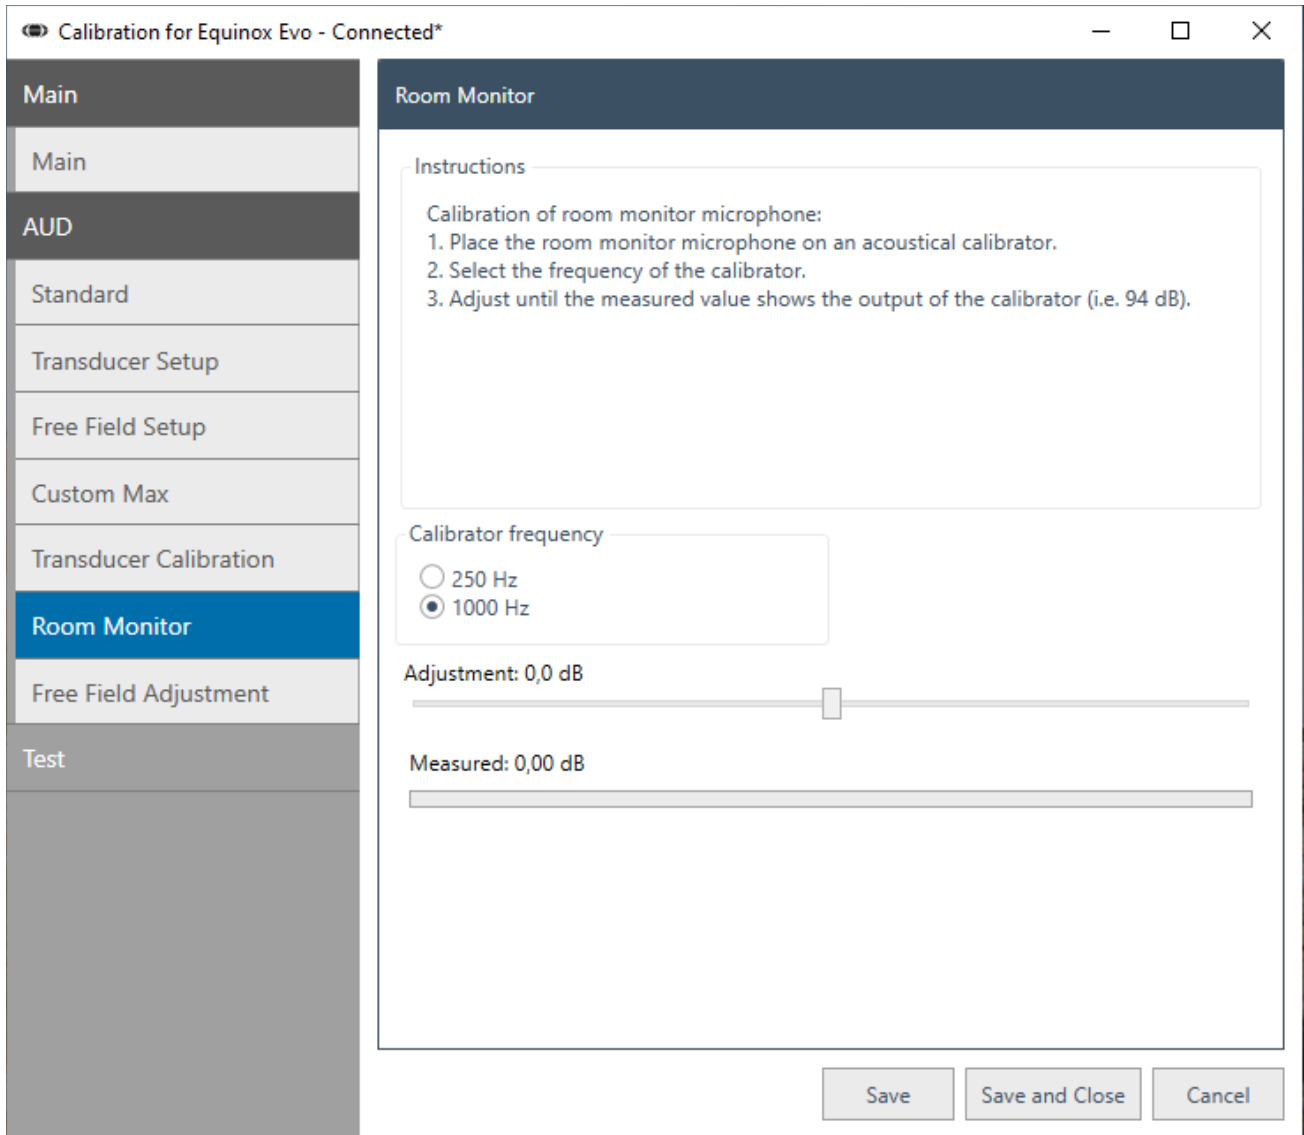 Calibration for Equinox Evo - Connected*
Main
Main
AUD
Standard
Transducer Setup
Free Field Setup
Custom Max
Transducer Calibration
Room Monitor
Free Field Adjustment
Test
Room Monitor
Instructions
Calibration of room monitor microphone:
1. Place the room monitor microphone on an acoustical calibrator.
2. Select the frequency of the calibrator.
3. Adjust until the measured value shows the output of the calibrator (i.e. 94 dB).
Calibrator frequency
250 Hz
1000 Hz
Adjustment: 0,0 dB
Measured: 0,00 dB
Save
Save and Close
Cancel